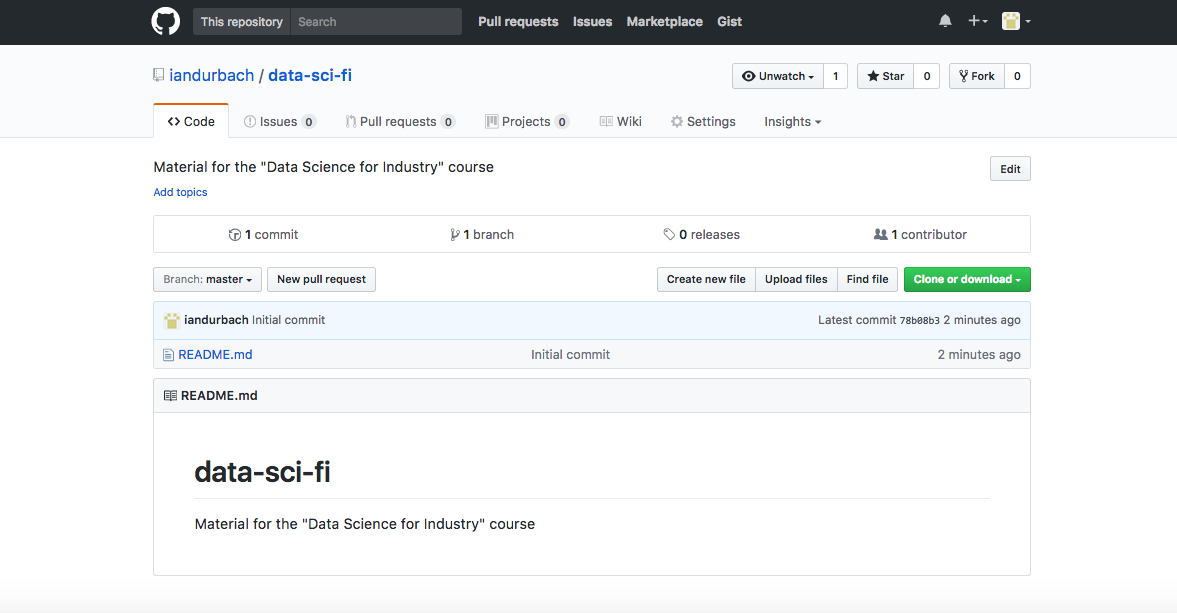 This repository Search Pull requests Issues Marketplace Gist
iandurbach / data-sci-fi Unwatch 1 Star 0 Fork 0
Code Issues 0 Pull requests 0 Projects 0 Wiki Settings Insights
Material for the "Data Science for Industry" course Edit
Add topics
1 commit 1 branch 0 releases 1 contributor
Branch: master New pull request Create new file Upload files Find file Clone or download
iandurbach Initial commit Latest commit 78b08b3 2 minutes ago
README.md Initial commit 2 minutes ago
README.md
data-sci-fi
Material for the "Data Science for Industry" course